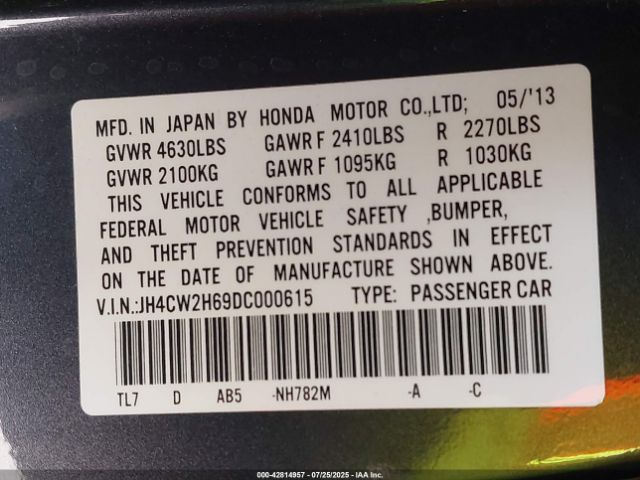 MFD. IN JAPAN BY HONDA MOTOR CO.,LTD; 05/'13
GVWR 4630LBS GAWR F 2410LBS R 2270LBS
GVWR 2100KG GAWR F 1095KG R 1030KG
THIS VEHICLE CONFORMS TO ALL APPLICABLE
FEDERAL MOTOR VEHICLE SAFETY ,BUMPER,
AND THEFT PREVENTION STANDARDS IN EFFECT
ON THE DATE OF MANUFACTURE SHOWN ABOVE.
V.I.N.:JH4CW2H69DC000615 TYPE: PASSENGER CAR
TL7 D AB5 -NH782M -A -C
000-42814957 - 07/25/2025 - IAA Inc.